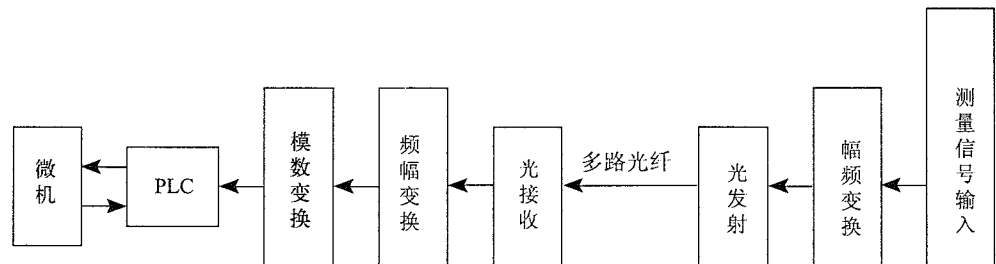 微机
PLC
模数变换
频幅变换
光接收
多路光纤
光发射
幅频变换
测量信号输入